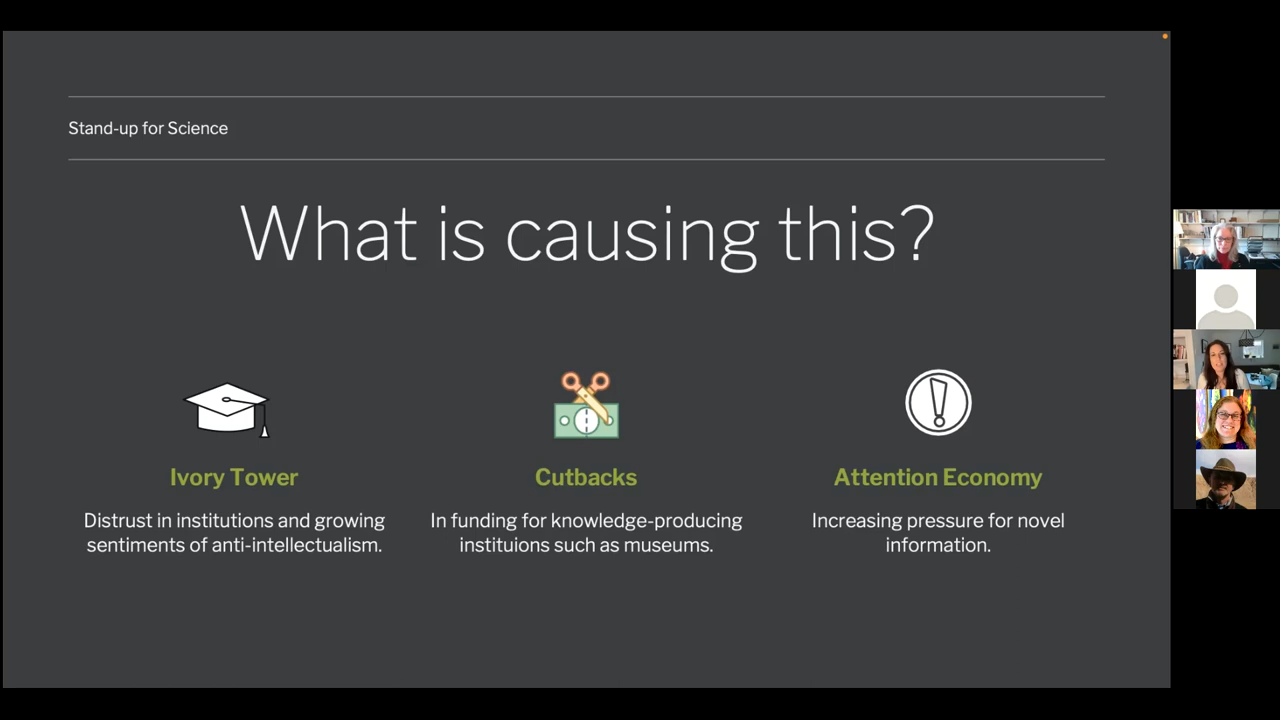 Stand-up for Science
What is causing this?
Ivory Tower
Distrust in institutions and growing
sentiments of anti-intellectualism.
Cutbacks
In funding for knowledge-producing
instituions such as museums.
Attention Economy
Increasing pressure for novel
information.